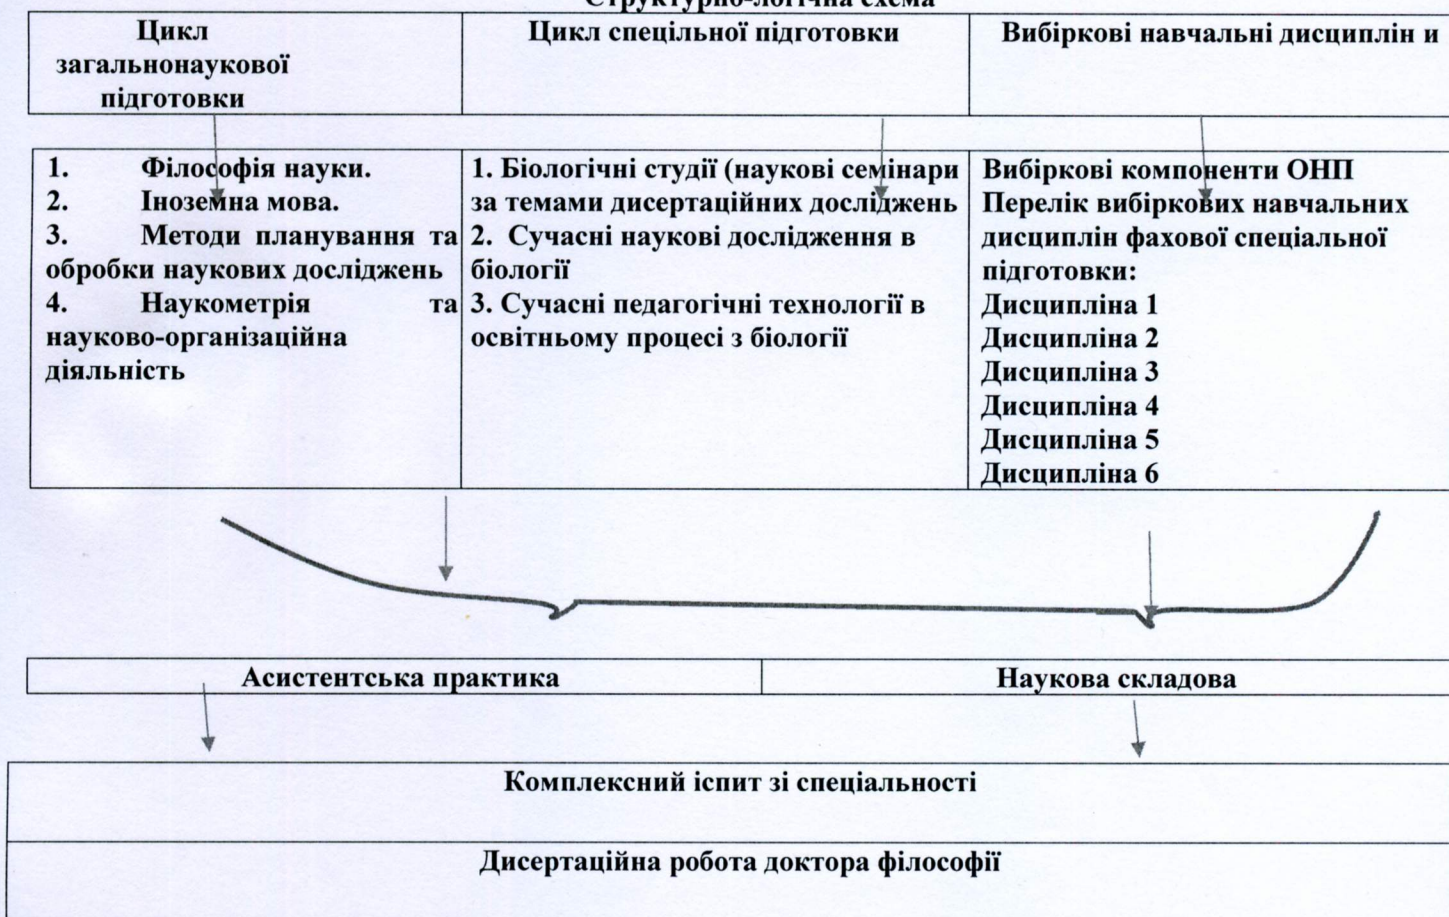 Структурно-логічна схема
Цикл
загальнонаукової
підготовки
Цикл спецільної підготовки
Вибіркові навчальні дисциплін и
1. Філософія науки.
2. Іноземна мова.
3. Методи планування та
обробки наукових досліджень
4. Наукометрія та
науково-організаційна
діяльність
1. Біологічні студії (наукові семінари
за темами дисертаційних досліджень
2. Сучасні наукові дослідження в
біології
3. Сучасні педагогічні технології в
освітньому процесі з біології
Вибіркові компоненти ОНП
Перелік вибіркових навчальних
дисциплін фахової спеціальної
підготовки:
Дисципліна 1
Дисципліна 2
Дисципліна 3
Дисципліна 4
Дисципліна 5
Дисципліна 6
Асистентська практика
Наукова складова
Комплексний іспит зі спеціальності
Дисертаційна робота доктора філософії